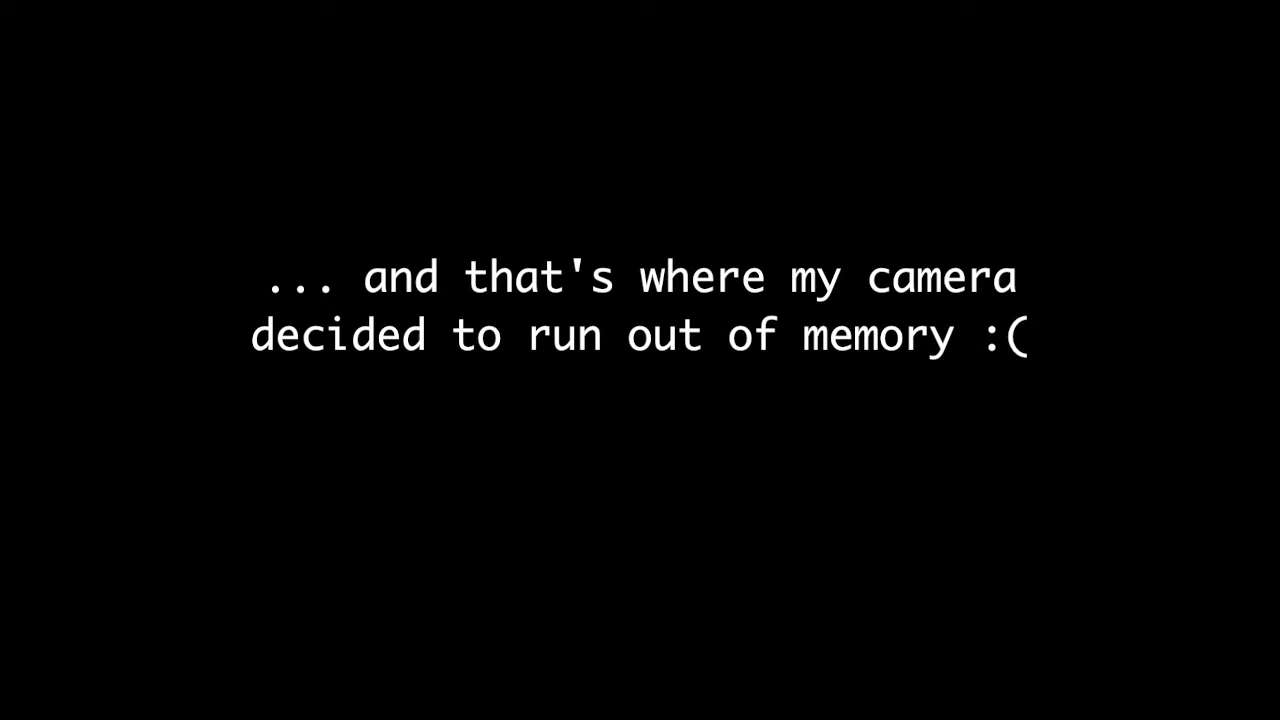 ... and that's where my camera
decided to run out of memory :(